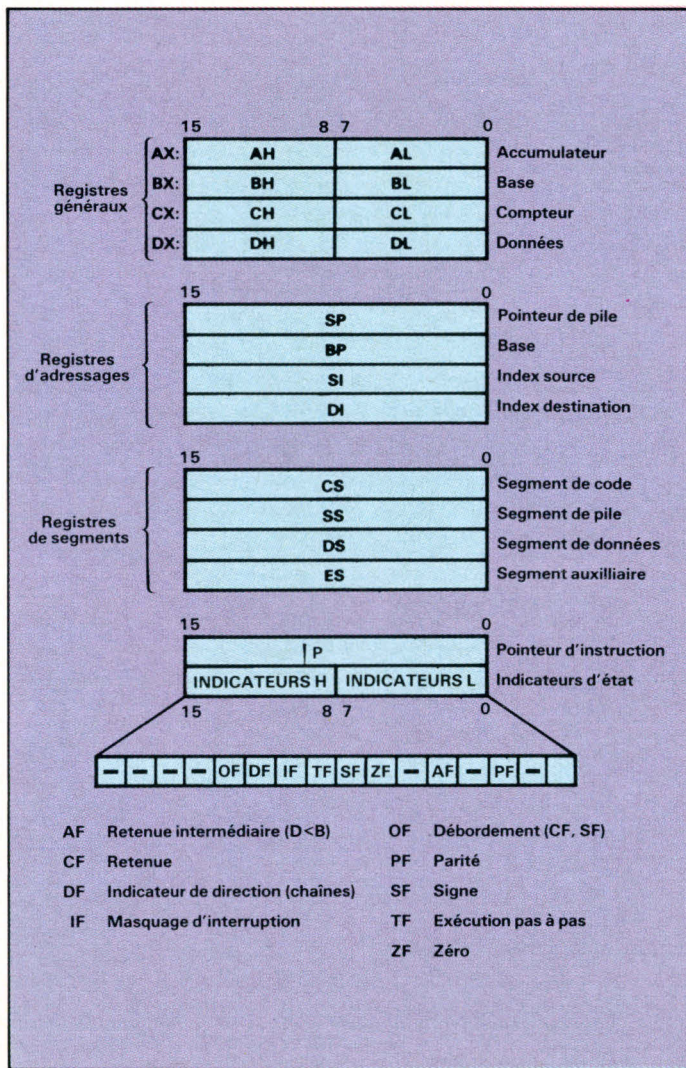 15 8 7 0
Registres généraux
AX: AH AL Accumulateur
BX: BH BL Base
CX: CH CL Compteur
DX: DH DL Données
15 0
Registres d'adressages
SP Pointeur de pile
BP Base
SI Index source
DI Index destination
15 0
Registres de segments
CS Segment de code
SS Segment de pile
DS Segment de données
ES Segment auxilliaire
15 0
IP Pointeur d'instruction
INDICATEURS H INDICATEURS L Indicateurs d'état
15 8 7 0
– – – – OF DF IF TF SF ZF – AF – PF –
AF Retenue intermédiaire (D<B)
CF Retenue
DF Indicateur de direction (chaînes)
IF Masquage d'interruption
OF Débordement (CF, SF)
PF Parité
SF Signe
TF Exécution pas à pas
ZF Zéro